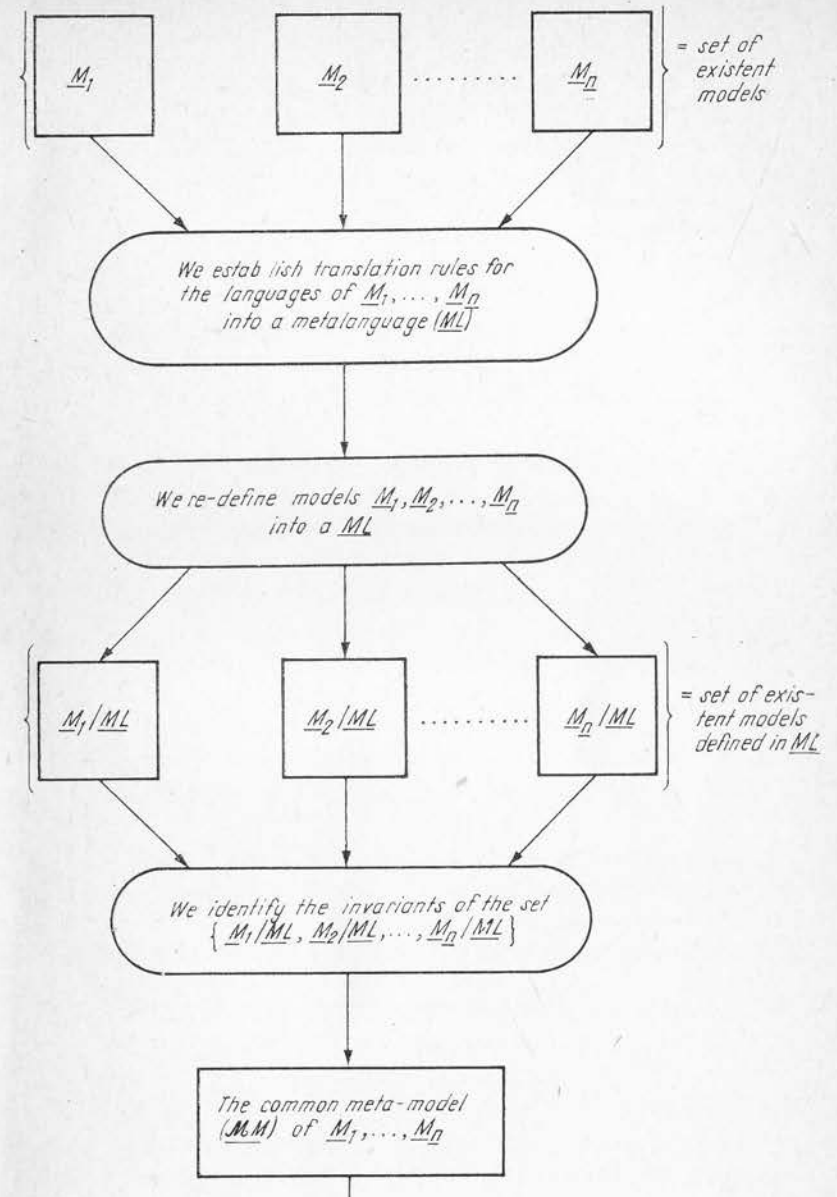 { M₁ M₂ ......... Mₙ } = set of
existent
models
We establish translation rules for
the languages of M₁, . . . , Mₙ
into a metalanguage (ML)
We re-define models M₁, M₂, . . . , Mₙ
into a ML
{ M₁/ML M₂/ML ......... Mₙ/ML } = set of exis-
tent models
defined in ML
We identify the invariants of the set
{ M₁/ML, M₂/ML, . . . , Mₙ/ML }
The common meta-model
(MM) of M₁, . . . , Mₙ